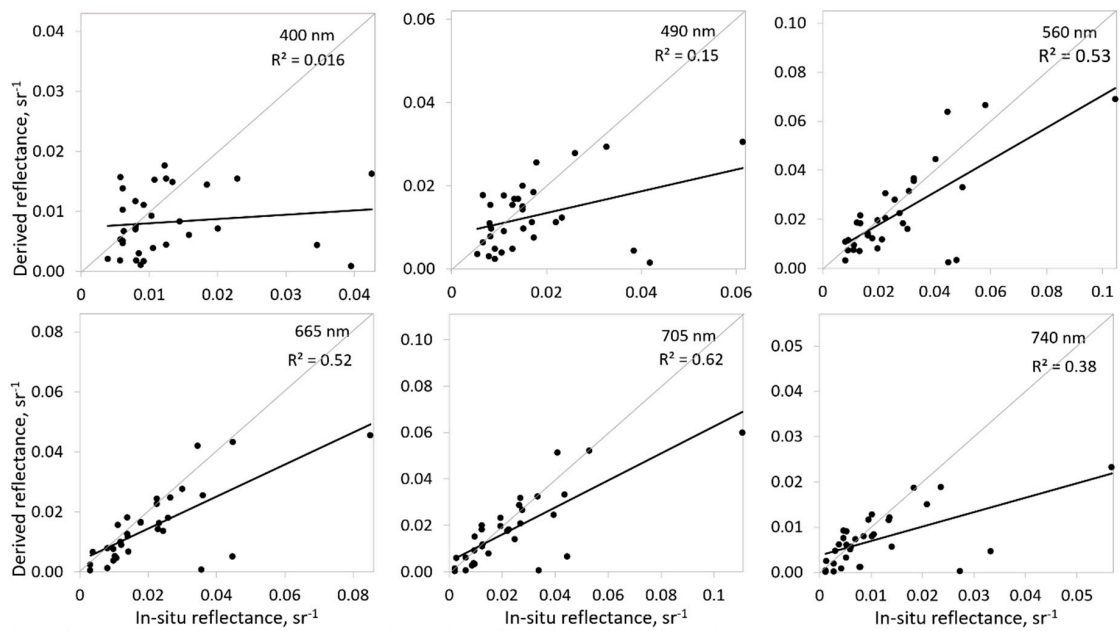 400 nm
R² = 0.016
0.04
0.03
0.02
0.01
0.00
0 0.01 0.02 0.03 0.04
Derived reflectance, sr⁻¹
490 nm
R² = 0.15
0.06
0.04
0.02
0.00
0 0.02 0.04 0.06
560 nm
R² = 0.53
0.10
0.08
0.06
0.04
0.02
0.00
0 0.02 0.04 0.06 0.08 0.1
665 nm
R² = 0.52
0.08
0.06
0.04
0.02
0.00
0 0.02 0.04 0.06 0.08
Derived reflectance, sr⁻¹
In-situ reflectance, sr⁻¹
705 nm
R² = 0.62
0.10
0.08
0.06
0.04
0.02
0.00
0 0.02 0.04 0.06 0.08 0.1
In-situ reflectance, sr⁻¹
740 nm
R² = 0.38
0.05
0.04
0.03
0.02
0.01
0.00
0 0.01 0.02 0.03 0.04 0.05
In-situ reflectance, sr⁻¹